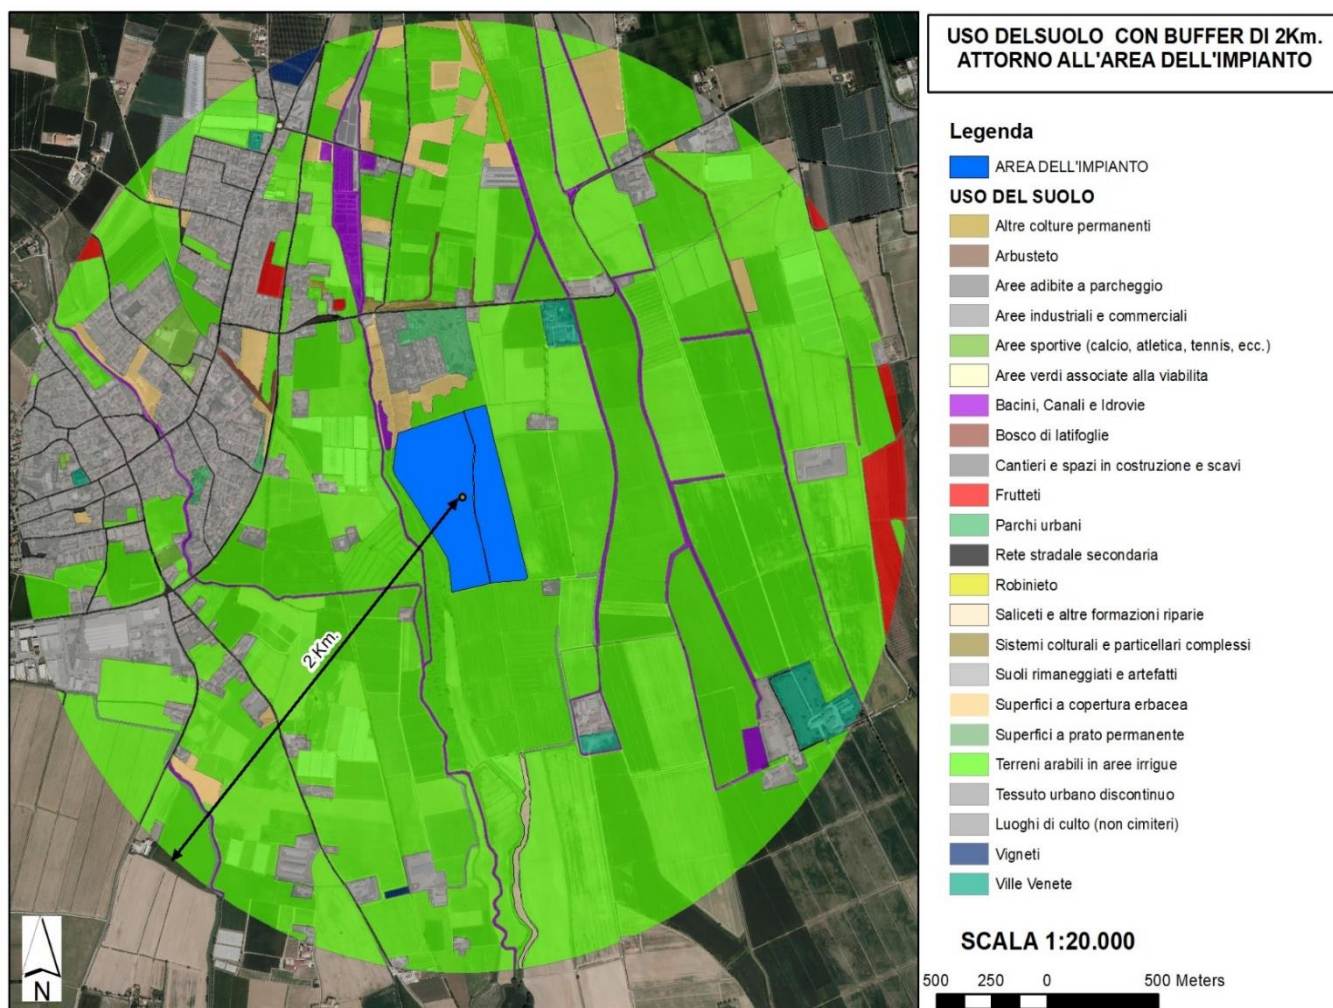 USO DELSUOLO CON BUFFER DI 2Km.
ATTORNO ALL'AREA DELL'IMPIANTO
Legenda
AREA DELL'IMPIANTO
USO DEL SUOLO
Altre colture permanenti
Arbusteto
Aree adibite a parcheggio
Aree industriali e commerciali
Aree sportive (calcio, atletica, tennis, ecc.)
Aree verdi associate alla viabilita
Bacini, Canali e Idrovie
Bosco di latifoglie
Cantieri e spazi in costruzione e scavi
Frutteti
Parchi urbani
Rete stradale secondaria
Robinieto
Saliceti e altre formazioni riparie
Sistemi colturali e particellari complessi
Suoli rimaneggiati e artefatti
Superfici a copertura erbacea
Superfici a prato permanente
Terreni arabili in aree irrigue
Tessuto urbano discontinuo
Luoghi di culto (non cimiteri)
Vigneti
Ville Venete
SCALA 1:20.000
500 250 0 500 Meters
2 Km.
N